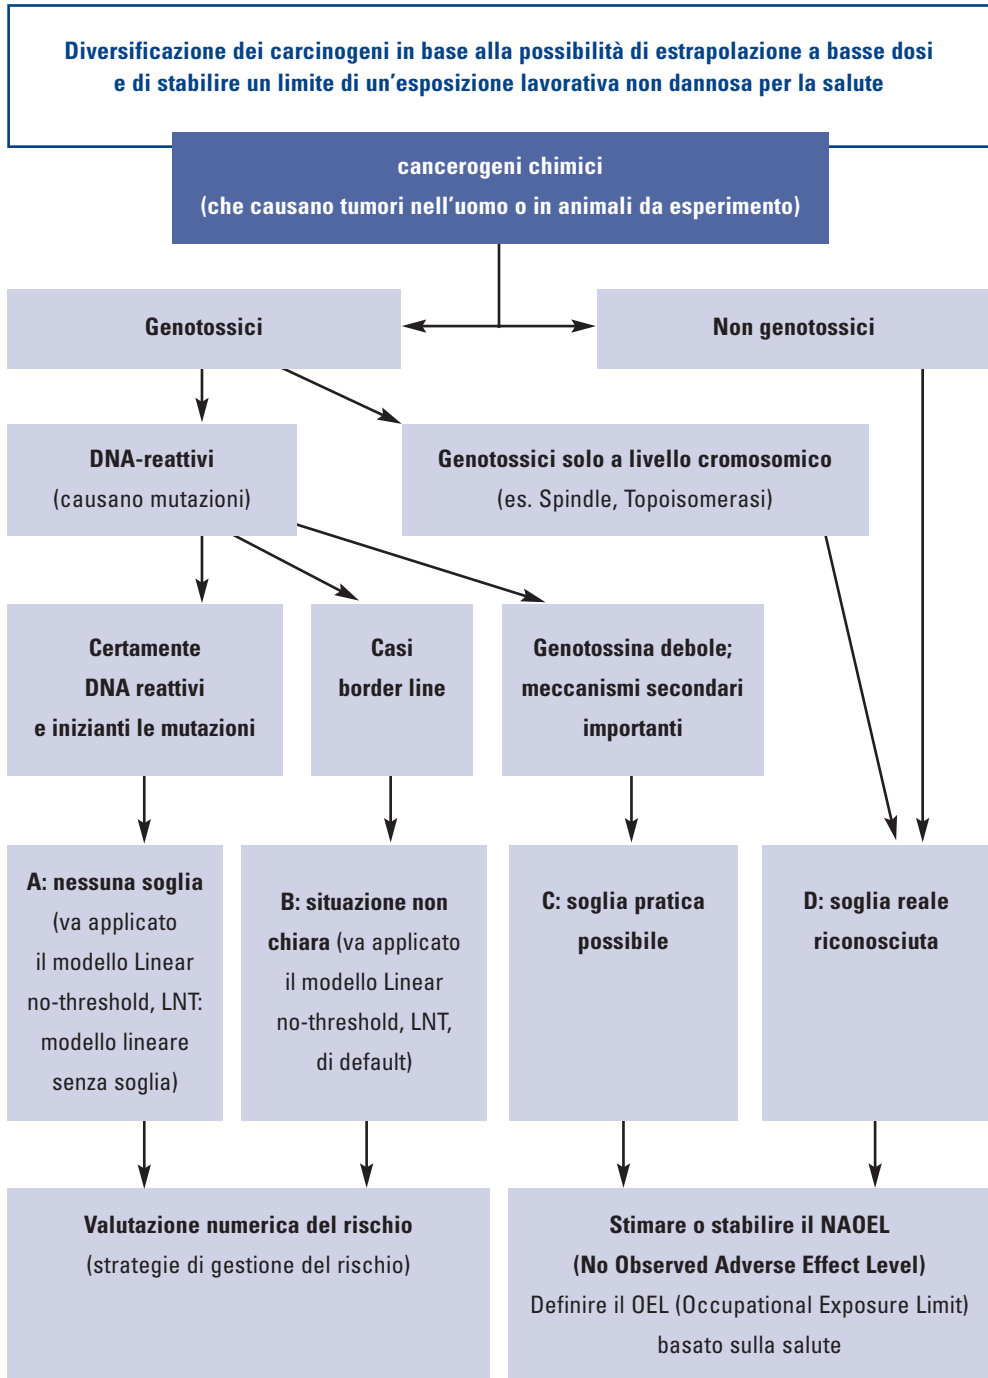 Diversificazione dei carcinogeni in base alla possibilità di estrapolazione a basse dosi
e di stabilire un limite di un'esposizione lavorativa non dannosa per la salute
cancerogeni chimici
(che causano tumori nell'uomo o in animali da esperimento)
Genotossici
Non genotossici
DNA-reattivi
(causano mutazioni)
Genotossici solo a livello cromosomico
(es. Spindle, Topoisomerasi)
Certamente
DNA reattivi
e inizianti le mutazioni
Casi
border line
Genotossina debole;
meccanismi secondari
importanti
A: nessuna soglia
(va applicato
il modello Linear
no-threshold, LNT:
modello lineare
senza soglia)
B: situazione non
chiara (va applicato
il modello Linear
no-threshold, LNT,
di default)
C: soglia pratica
possibile
D: soglia reale
riconosciuta
Valutazione numerica del rischio
(strategie di gestione del rischio)
Stimare o stabilire il NAOEL
(No Observed Adverse Effect Level)
Definire il OEL (Occupational Exposure Limit)
basato sulla salute